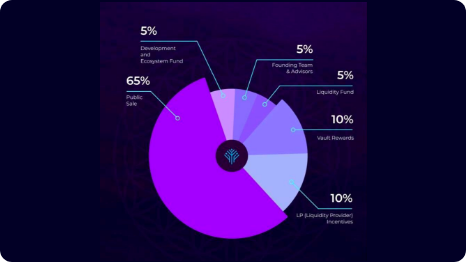 5%
Development
and
Ecosystem Fund
5%
Founding Team
& Advisors
65%
Public
Sale
5%
Liquidity Fund
10%
Vault Rewards
10%
LP (Liquidity Provider)
Incentives